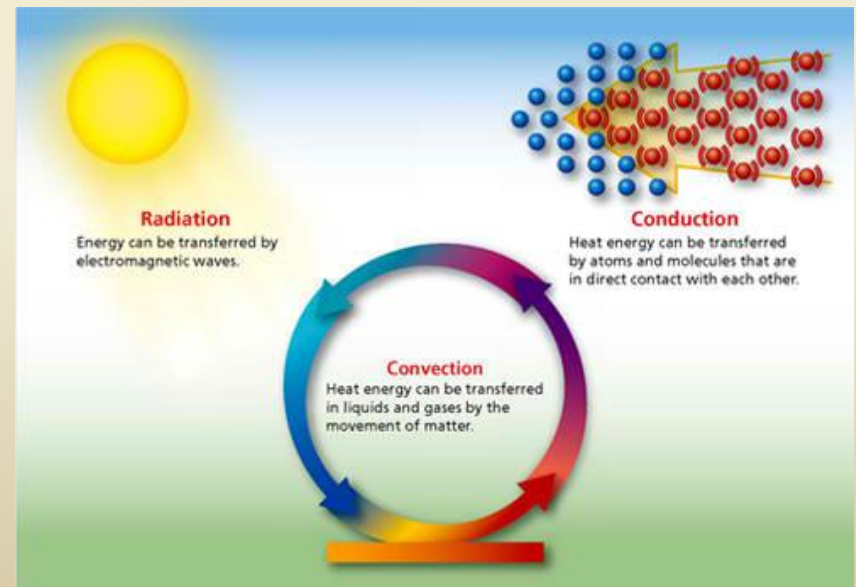 Radiation
Energy can be transferred by
electromagnetic waves.
Conduction
Heat energy can be transferred
by atoms and molecules that are
in direct contact with each other.
Convection
Heat energy can be transferred
in liquids and gases by the
movement of matter.